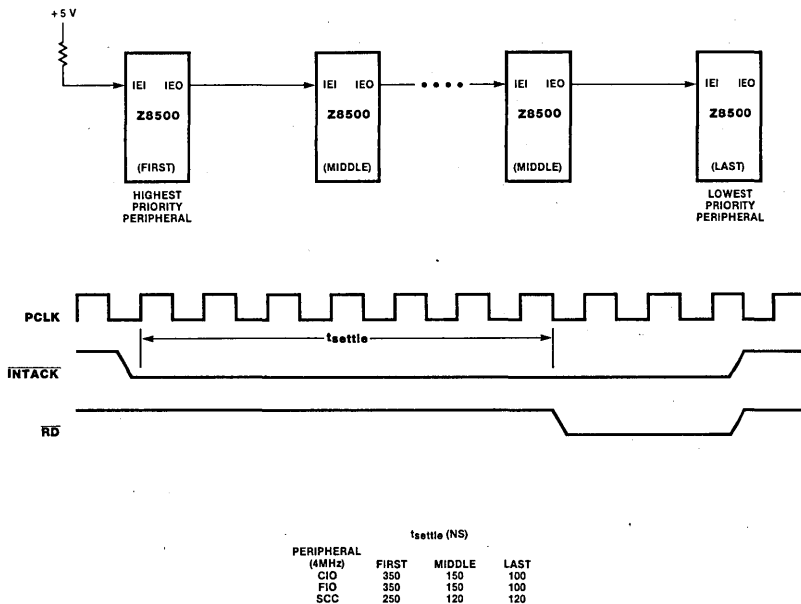 +5 V
IEI IEO IEI IEO IEI IEO IEI IEO
Z8500 Z8500 Z8500 Z8500
(FIRST) (MIDDLE) (MIDDLE) (LAST)
HIGHEST PRIORITY PERIPHERAL
LOWEST PRIORITY PERIPHERAL
PCLK
tsettle
INTACK
RD
tsettle (NS)
PERIPHERAL
(4MHz) FIRST MIDDLE LAST
CIO 350 150 100
FIO 350 150 100
SCC 250 120 120